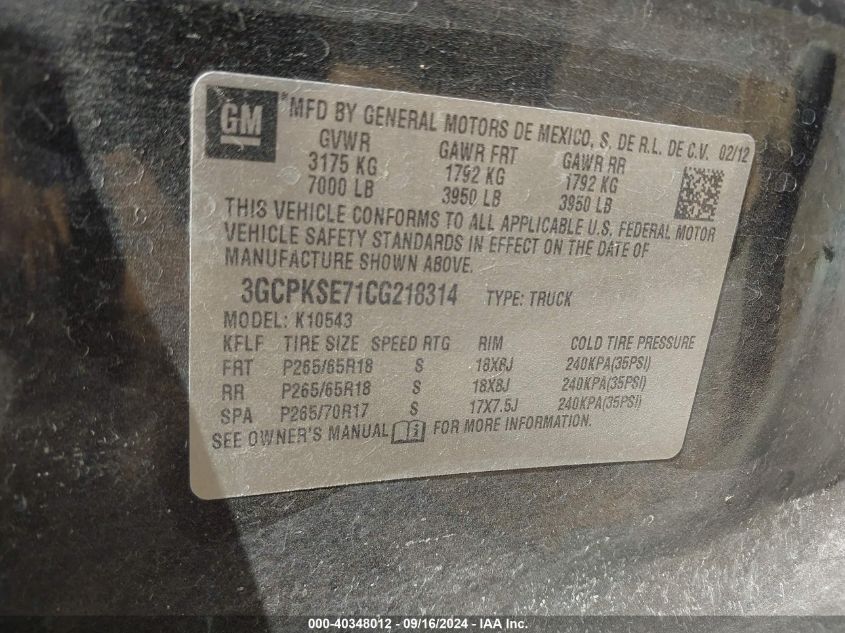 GM
*MFD BY GENERAL MOTORS DE MEXICO, S. DE R.L. DE C.V. 02/12
GVWR GAWR FRT GAWR RR
3175 KG 1792 KG 1792 KG
7000 LB 3950 LB 3950 LB
THIS VEHICLE CONFORMS TO ALL APPLICABLE U.S. FEDERAL MOTOR
VEHICLE SAFETY STANDARDS IN EFFECT ON THE DATE OF
MANUFACTURE SHOWN ABOVE.
3GCPKSE71CG218314 TYPE: TRUCK
MODEL: K10543
KFLF TIRE SIZE SPEED RTG RIM COLD TIRE PRESSURE
FRT P265/65R18 S 18X8J 240KPA(35PSI)
RR P265/65R18 S 18X8J 240KPA(35PSI)
SPA P265/70R17 S 17X7.5J 240KPA(35PSI)
SEE OWNER'S MANUAL FOR MORE INFORMATION.
000-40348012 - 09/16/2024 - IAA Inc.